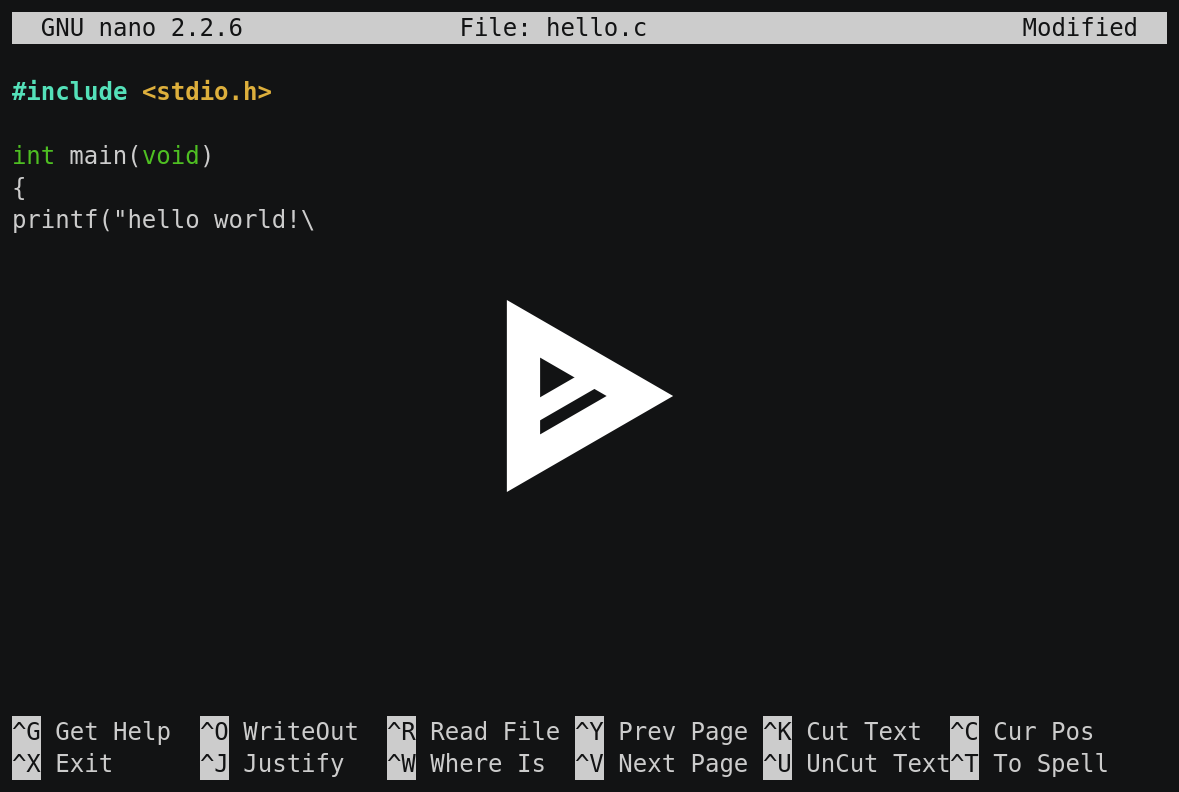 GNU nano 2.2.6 File: hello.c Modified
#include <stdio.h>
int main(void)
{
printf("hello world!\
^G Get Help ^O WriteOut ^R Read File ^Y Prev Page ^K Cut Text ^C Cur Pos
^X Exit ^J Justify ^W Where Is ^V Next Page ^U UnCut Text ^T To Spell